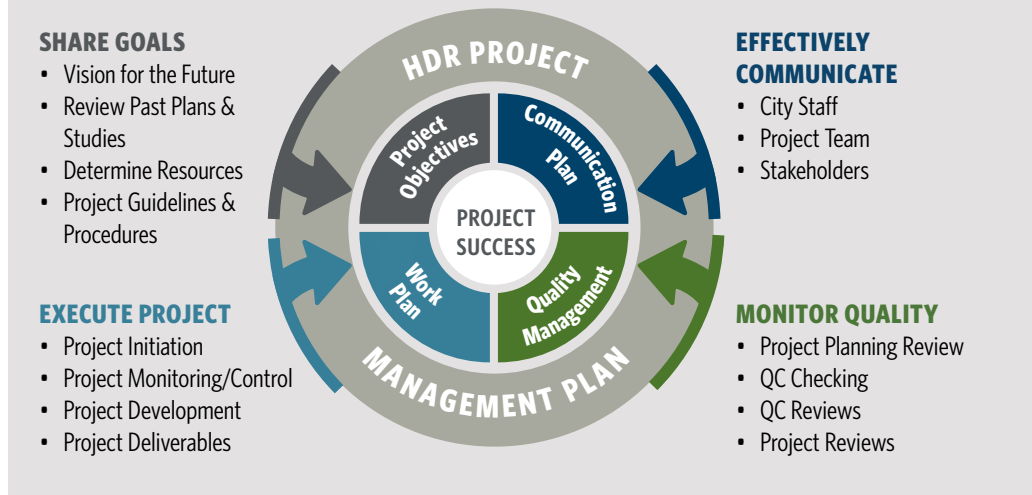 SHARE GOALS
• Vision for the Future
• Review Past Plans &
Studies
• Determine Resources
• Project Guidelines &
Procedures
EXECUTE PROJECT
• Project Initiation
• Project Monitoring/Control
• Project Development
• Project Deliverables
HDR PROJECT
MANAGEMENT PLAN
Project
Objectives
Communication
Plan
PROJECT
SUCCESS
Work
Plan
Quality
Management
EFFECTIVELY
COMMUNICATE
• City Staff
• Project Team
• Stakeholders
MONITOR QUALITY
• Project Planning Review
• QC Checking
• QC Reviews
• Project Reviews